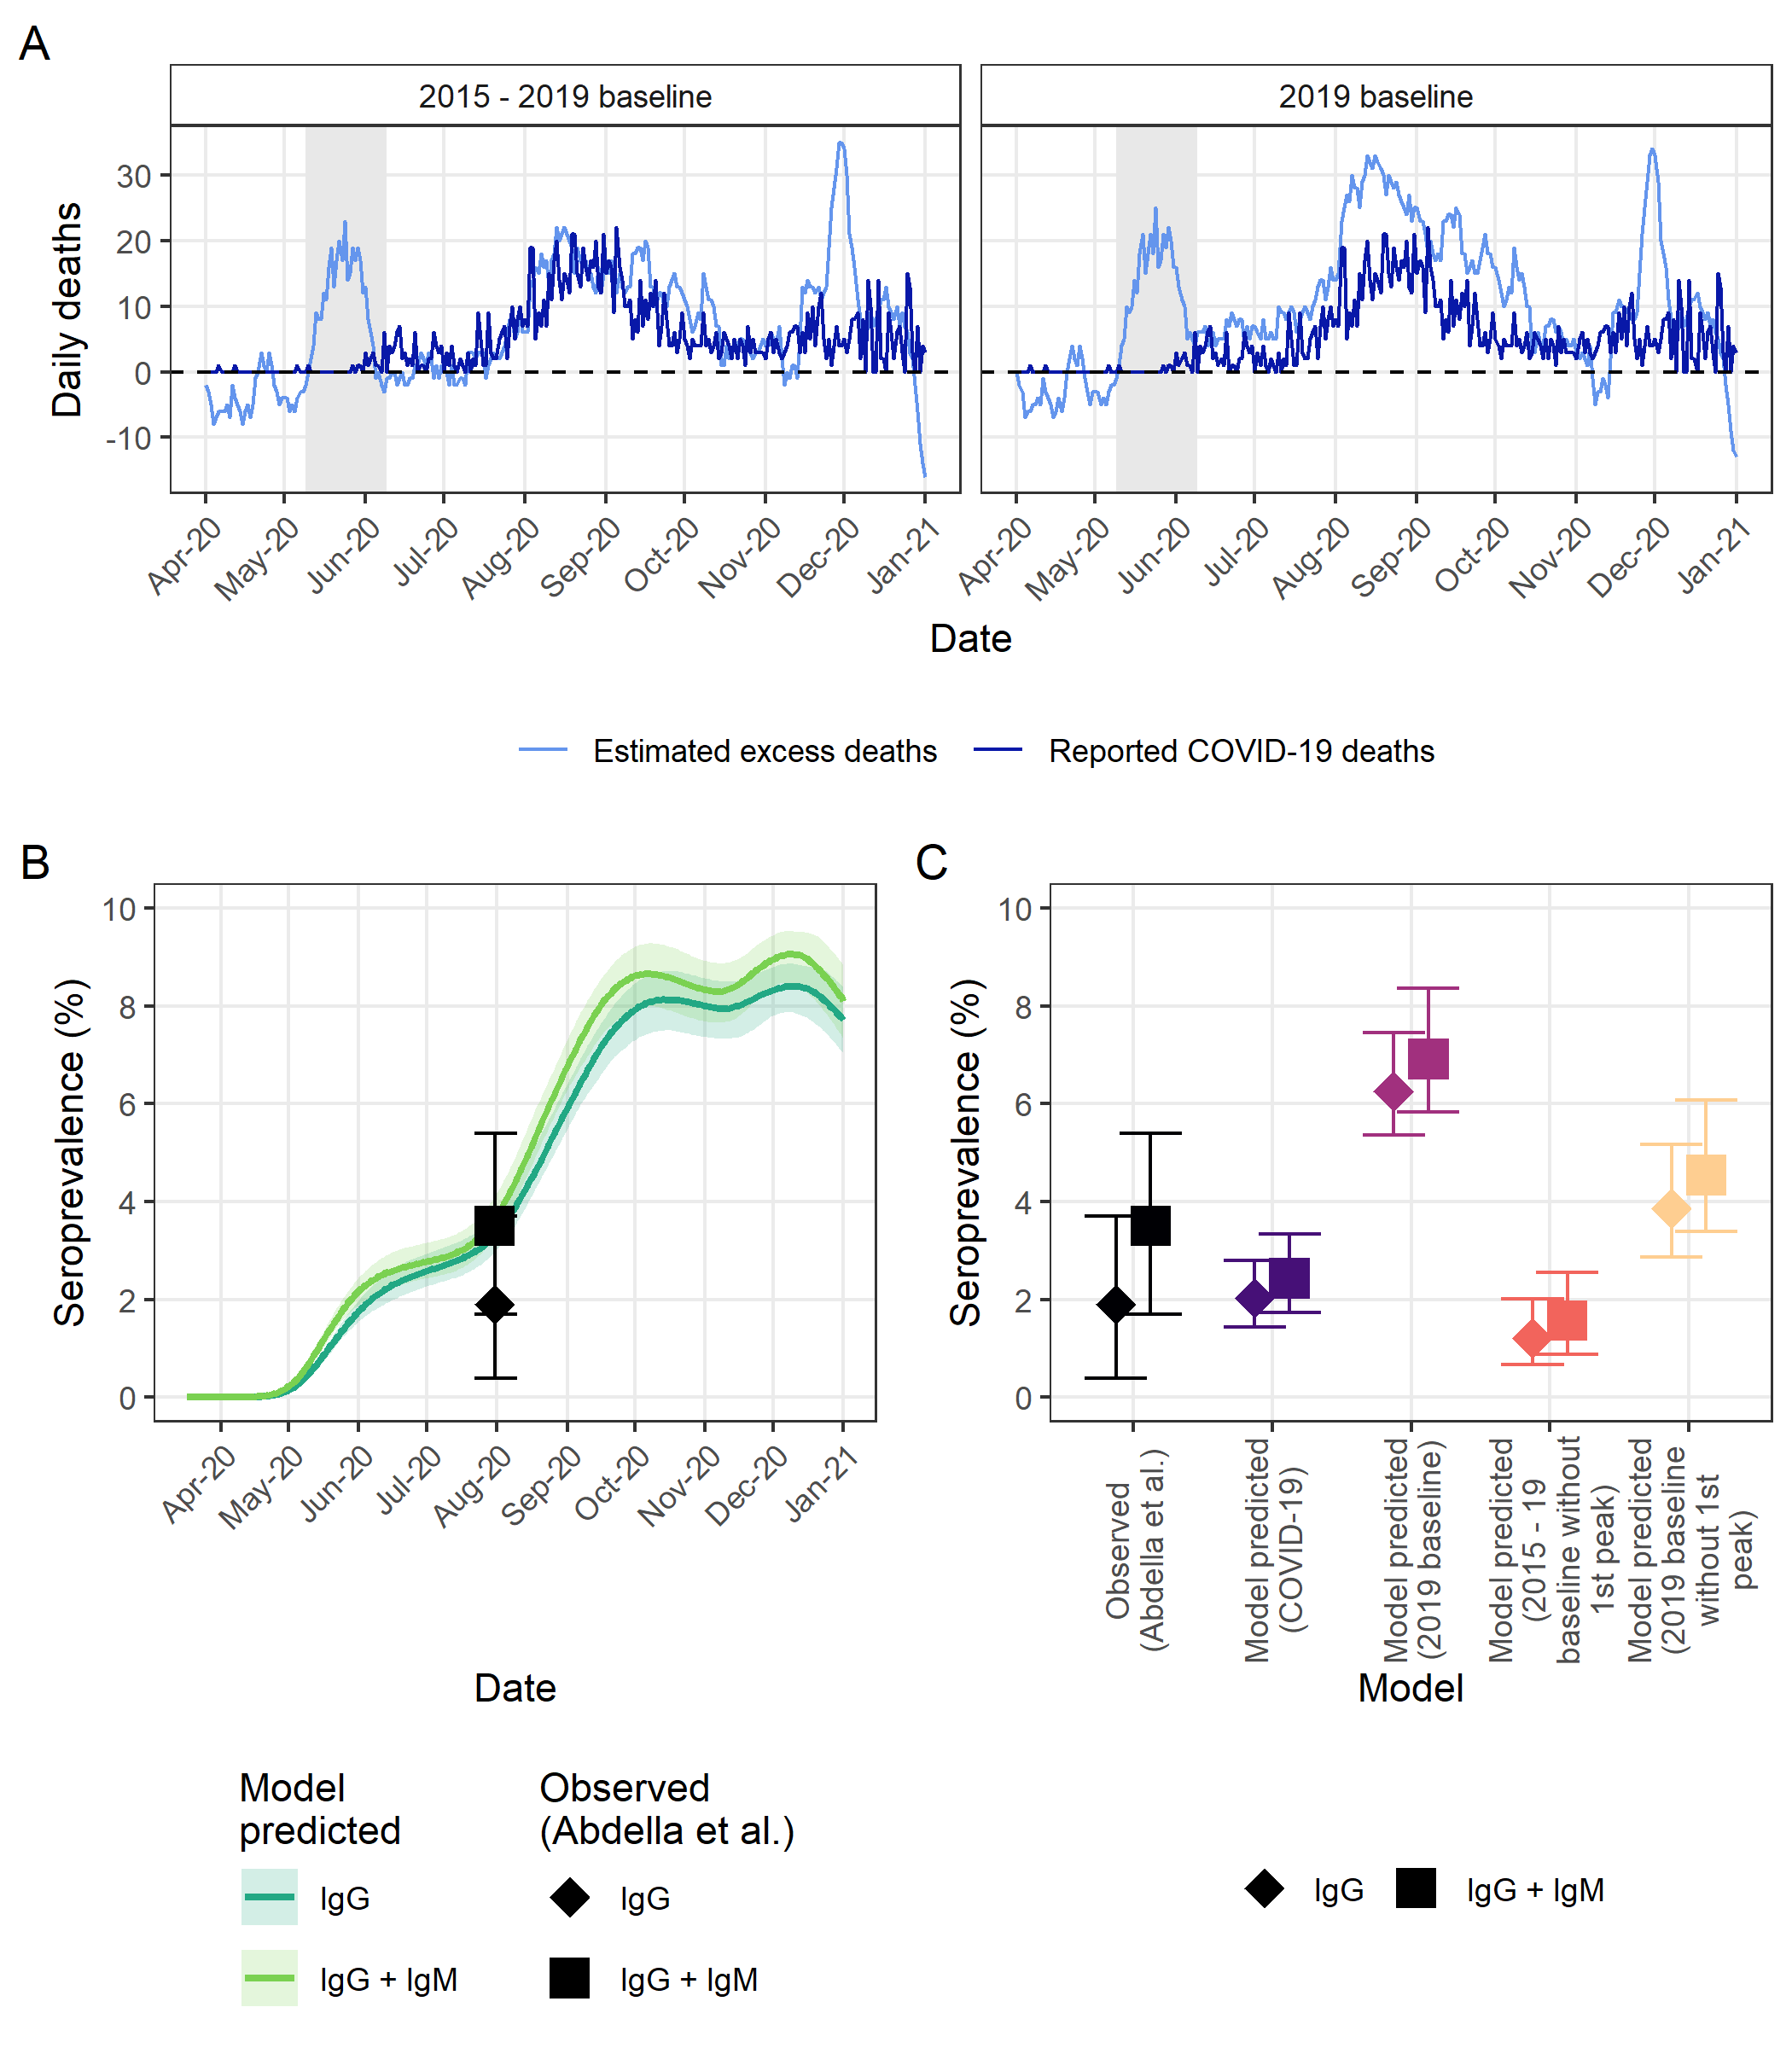 A
2015 - 2019 baseline
2019 baseline
Daily deaths
30
20
10
0
-10
Apr-20
May-20
Jun-20
Jul-20
Aug-20
Sep-20
Oct-20
Nov-20
Dec-20
Jan-21
Apr-20
May-20
Jun-20
Jul-20
Aug-20
Sep-20
Oct-20
Nov-20
Dec-20
Jan-21
Date
Estimated excess deaths
Reported COVID-19 deaths
B
Seroprevalence (%)
10
8
6
4
2
0
Apr-20
May-20
Jun-20
Jul-20
Aug-20
Sep-20
Oct-20
Nov-20
Dec-20
Jan-21
Date
Model
predicted
IgG
IgG + IgM
Observed
(Abdella et al.)
IgG
IgG + IgM
C
Seroprevalence (%)
10
8
6
4
2
0
Observed
(Abdella et al.)
Model predicted
(COVID-19)
Model predicted
(2019 baseline)
Model predicted
(2015 - 19
baseline without
1st peak)
Model predicted
(2019 baseline
without 1st
peak)
Model
IgG
IgG + IgM